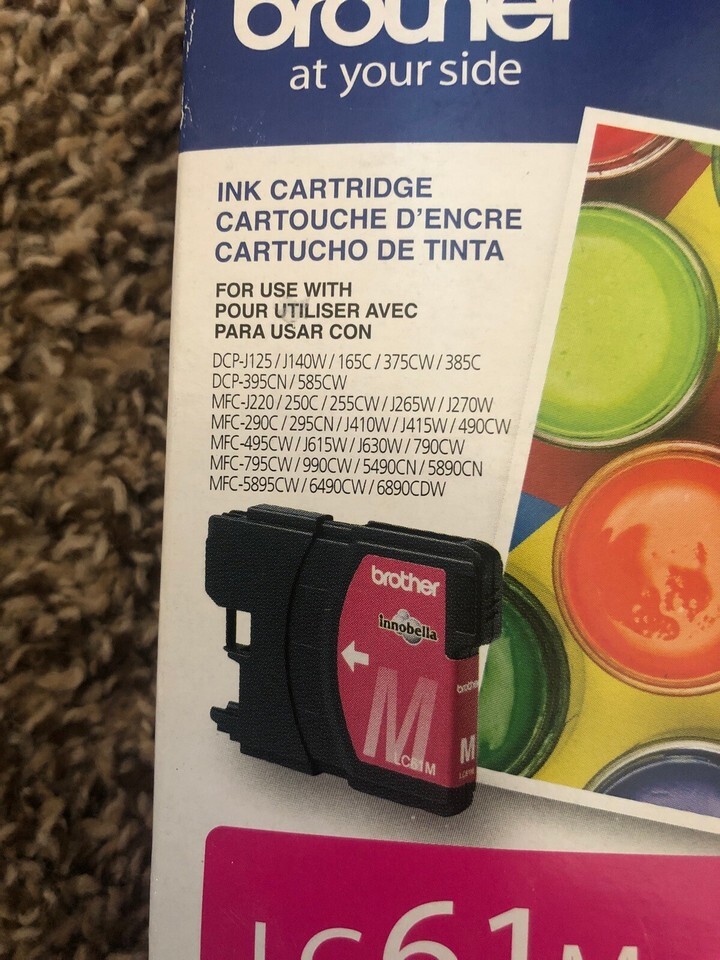 brother
at your side
INK CARTRIDGE
CARTOUCHE D'ENCRE
CARTUCHO DE TINTA
FOR USE WITH
POUR UTILISER AVEC
PARA USAR CON
DCP-J125 / J140W / 165C / 375CW / 385C
DCP-395CN / 585CW
MFC-J220 / 250C / 255CW / J265W / J270W
MFC-290C / 295CN / J410W / J415W / 490CW
MFC-495CW / J615W / J630W / 790CW
MFC-795CW / 990CW / 5490CN / 5890CN
MFC-5895CW / 6490CW / 6890CDW
brother
innobella
M
LC61M
brother
M
LC61M
LC61M